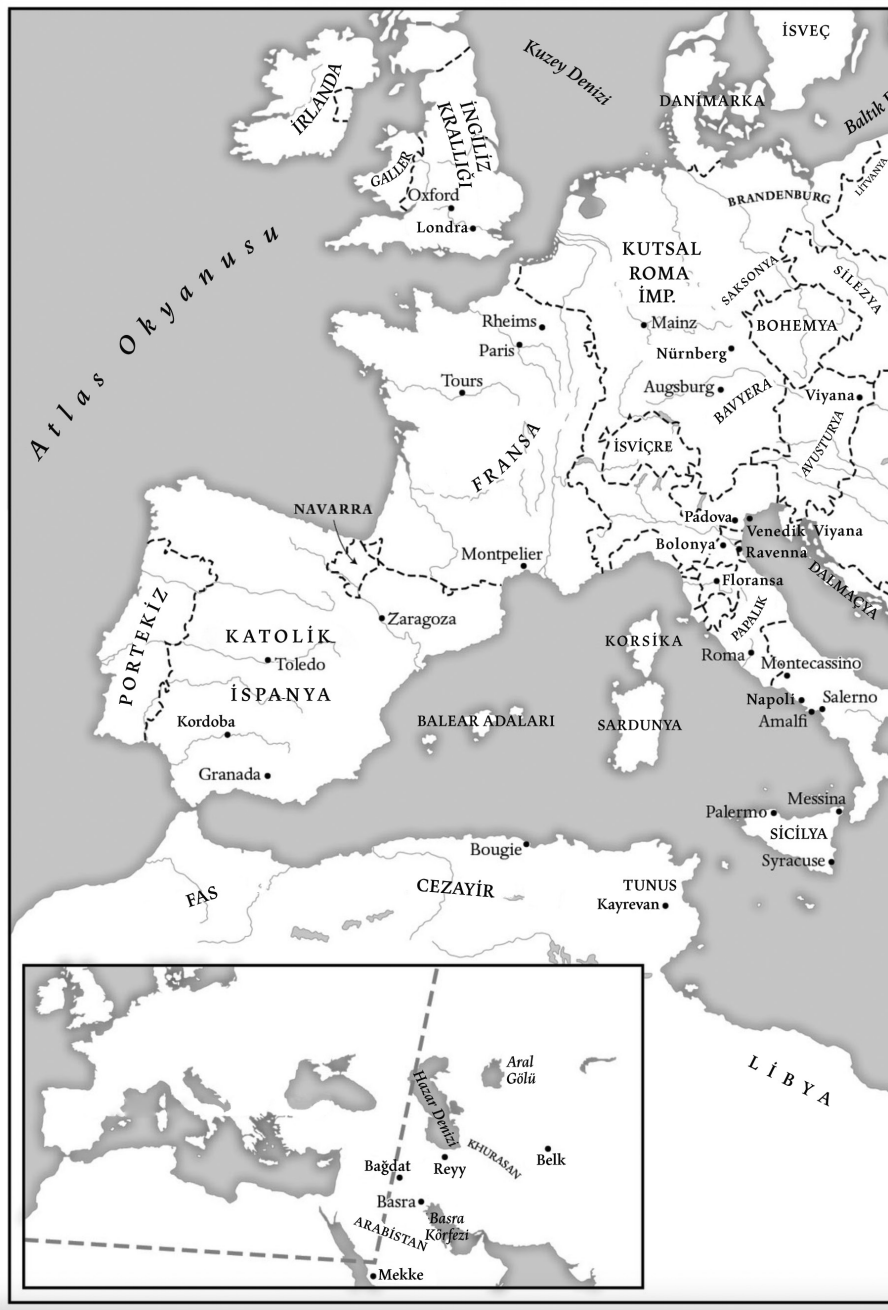 İSVEÇ
Kuzey Denizi
DANİMARKA
Baltık
İRLANDA
İNGİLİZ
KRALLIĞI
GALLER
LİTVANYA
BRANDENBURG
Oxford
Londra
Atlas Okyanusu
KUTSAL
ROMA
İMP.
SAKSONYA
SİLEZYA
Rheims
Mainz
BOHEMYA
Paris
Nürnberg
Tours
Augsburg
BAVYERA
Viyana
AVUSTURYA
FRANSA
İSVİÇRE
NAVARRA
Padova
Venedik
Viyana
Bolonya
Ravenna
Montpelier
Floransa
DALMAÇYA
PORTEKİZ
Zaragoza
PAPALIK
KATOLİK
KORSİKA
Roma
Toledo
Montecassino
İSPANYA
Napoli
Salerno
Kordoba
BALEAR ADALARI
SARDUNYA
Amalfi
Granada
Messina
Palermo
SİCİLYA
Bougie
Syracuse
FAS
CEZAYİR
TUNUS
Kayrevan
LİBYA
Aral
Gölü
Hazar Denizi
KHURASAN
Belk
Bağdat
Reyy
Basra
Basra
Körfezi
ARABİSTAN
Mekke